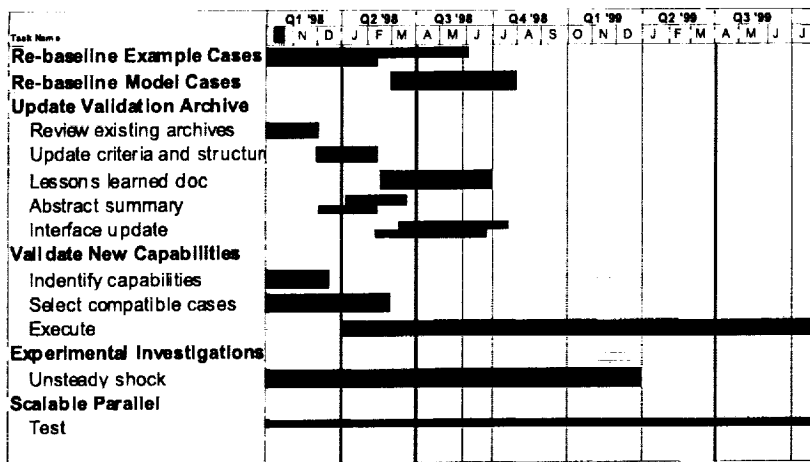 Q1 '98 Q2 '98 Q3 '98 Q4 '98 Q1 '99 Q2 '99 Q3 '99
Task Name N D J F M A M J J A S O N D J F M A M J J
Re-baseline Example Cases
Re-baseline Model Cases
Update Validation Archive
Review existing archives
Update criteria and structur
Lessons learned doc
Abstract summary
Interface update
Validate New Capabilities
Indentify capabilities
Select compatible cases
Execute
Experimental Investigations
Unsteady shock
Scalable Parallel
Test